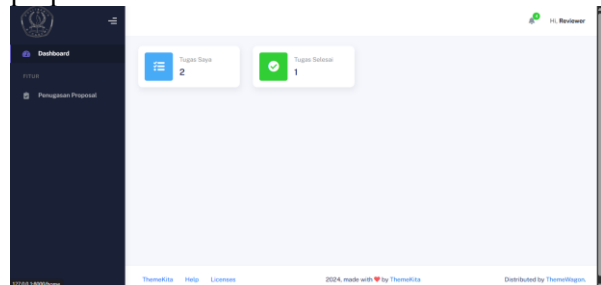 Hi, Reviewer
Dashboard
FITUR
Penugasan Proposal
Tugas Saya
2
Tugas Selesai
1
ThemeKita Help Licenses
2024, made with ❤ by ThemeKita
Distributed by ThemeWagon.